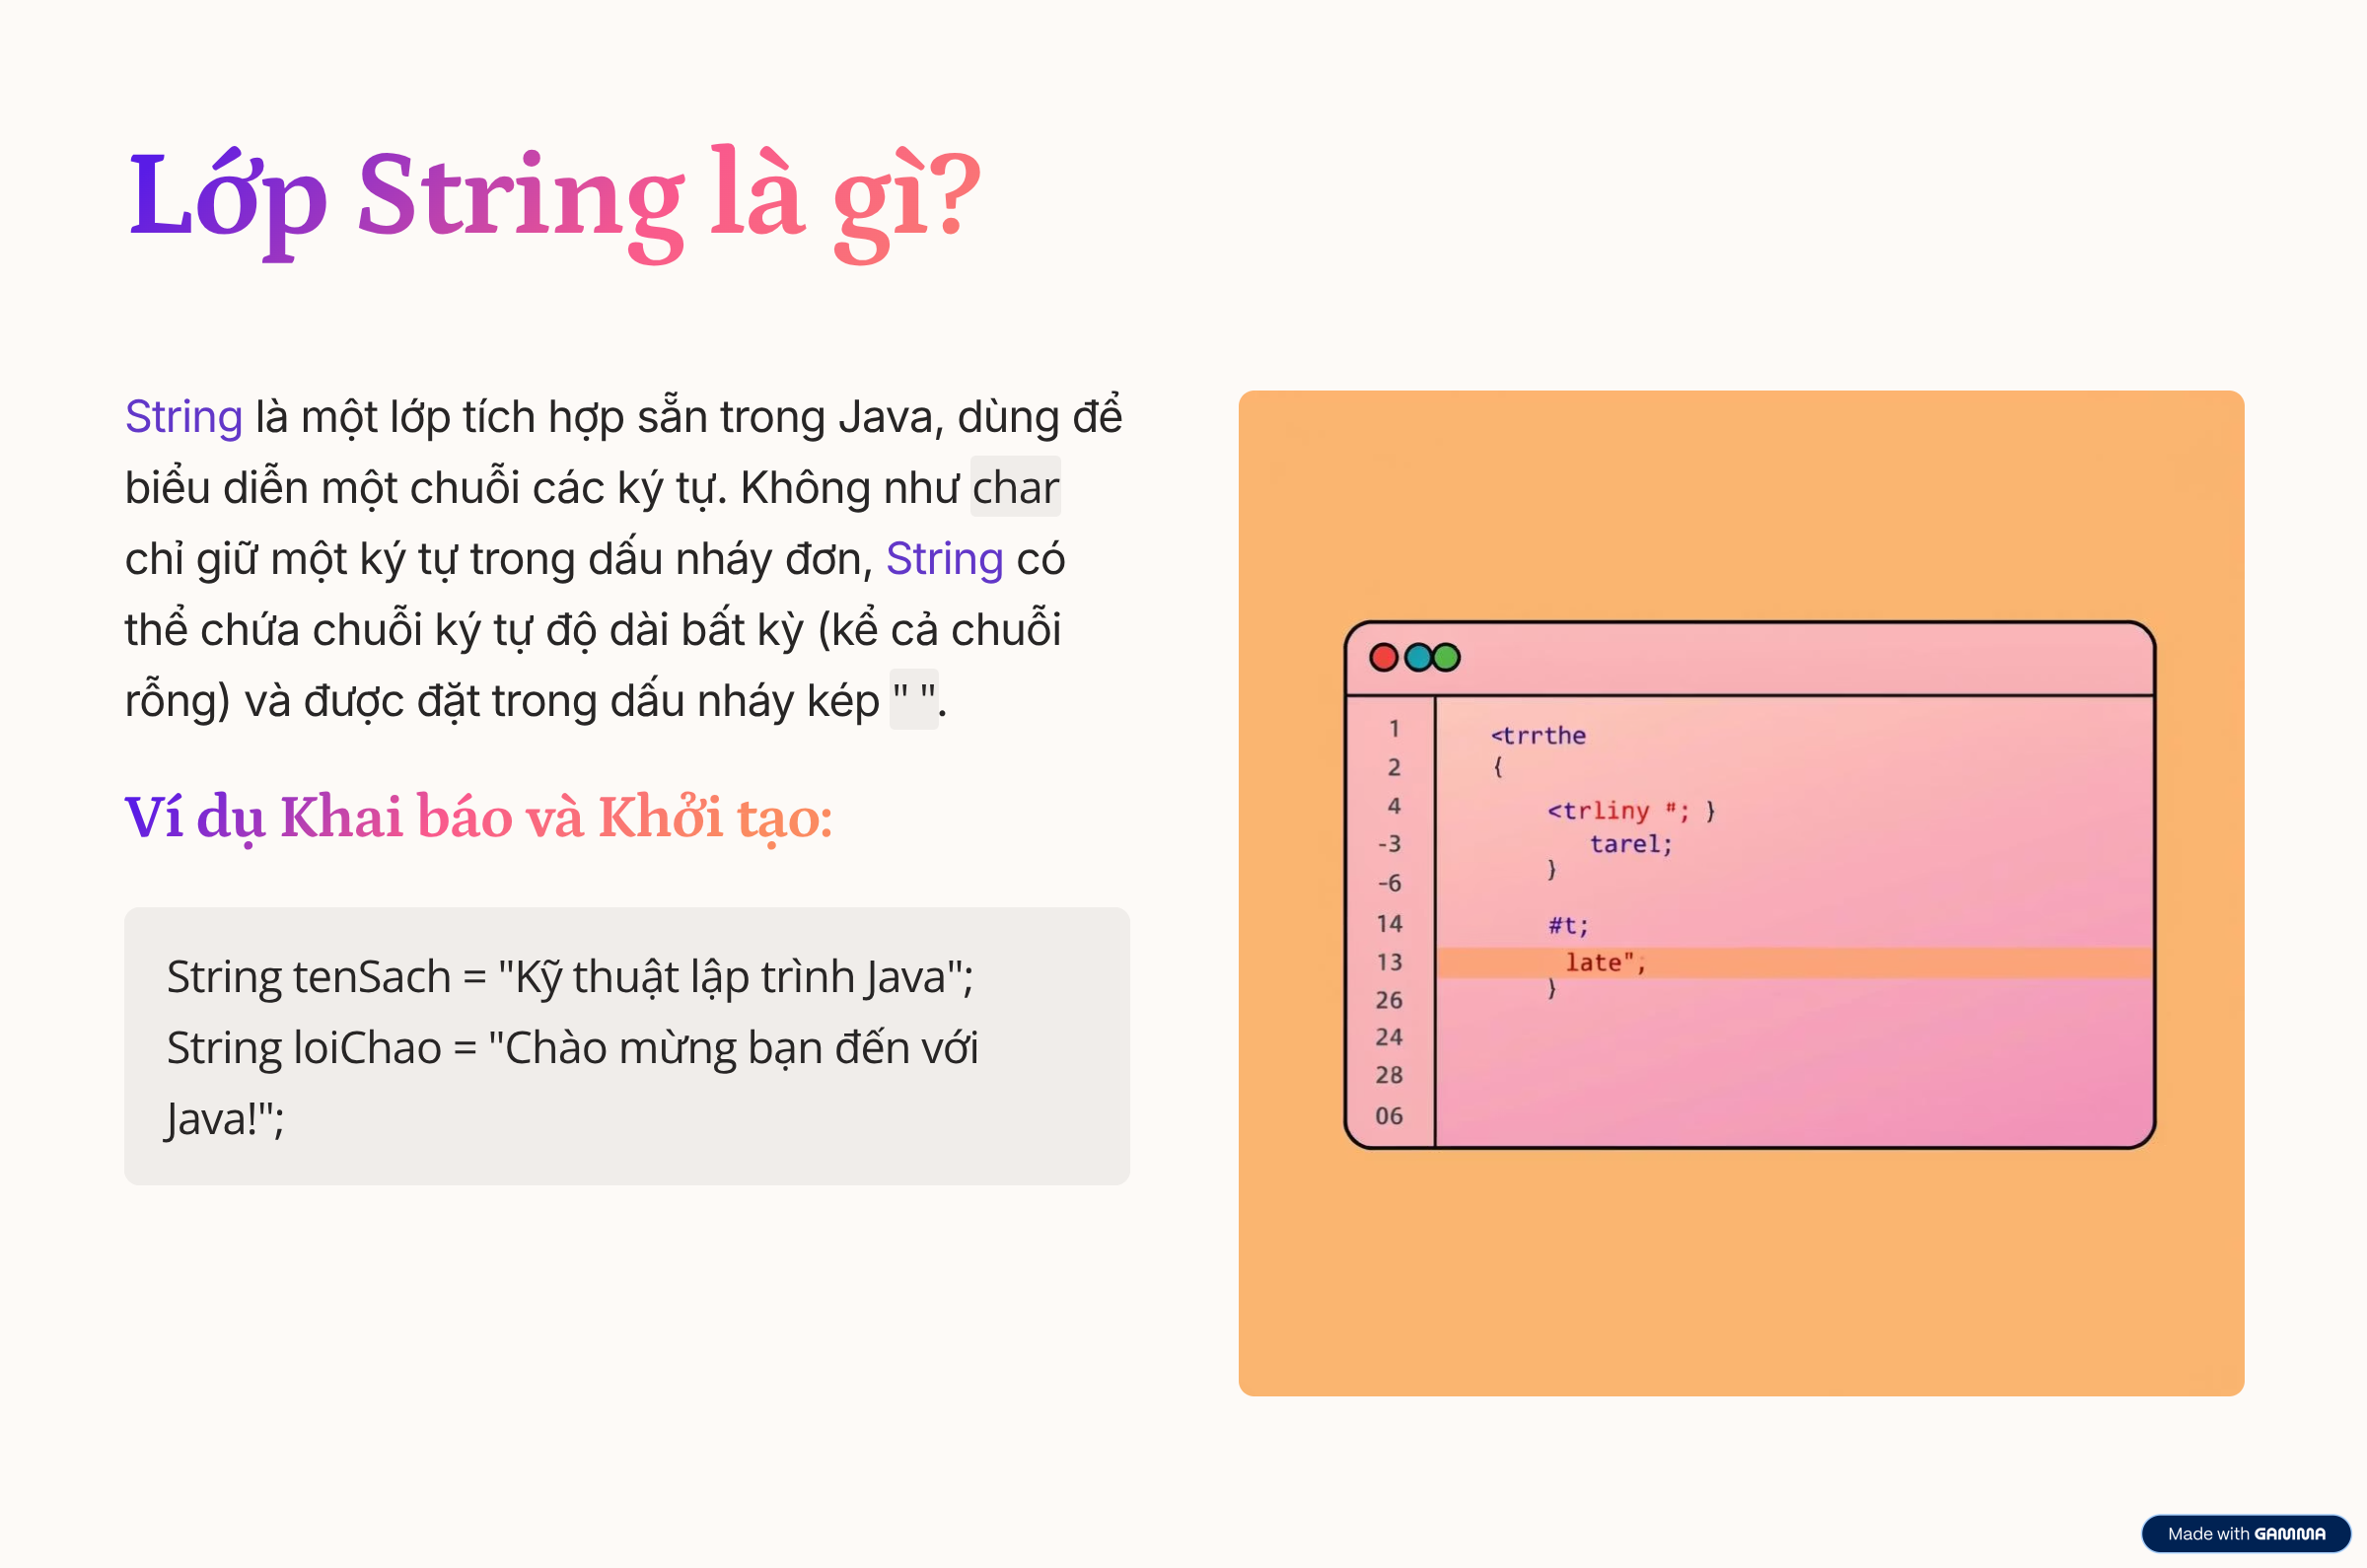 Lớp String là gì?
String là một lớp tích hợp sẵn trong Java, dùng để
biểu diễn một chuỗi các ký tự. Không như char
chỉ giữ một ký tự trong dấu nháy đơn, String có
thể chứa chuỗi ký tự độ dài bất kỳ (kể cả chuỗi
rỗng) và được đặt trong dấu nháy kép " ".
Ví dụ Khai báo và Khởi tạo:
String tenSach = "Kỹ thuật lập trình Java";
String loiChao = "Chào mừng bạn đến với
Java!";
1 <trrthe
2 {
4 <trliny "; }
-3 tarel;
-6 }
14 #t;
13 late";
26 }
24
28
06
Made with GAMMA